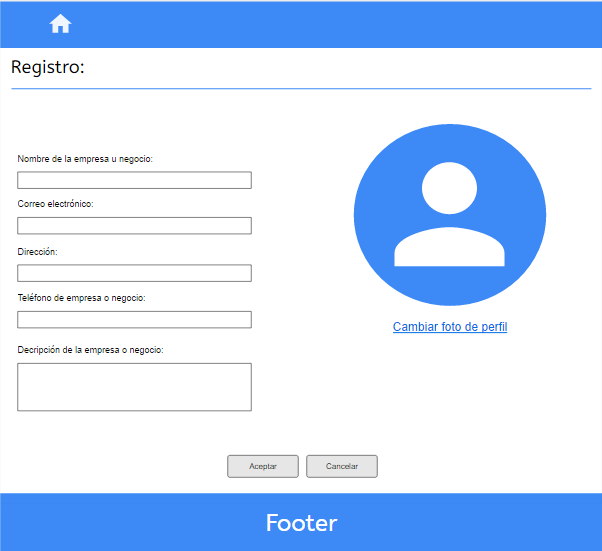 Registro:
Nombre de la empresa u negocio:
Correo electrónico:
Dirección:
Teléfono de empresa o negocio:
Cambiar foto de perfil
Decripción de la empresa o negocio:
Aceptar
Cancelar
Footer